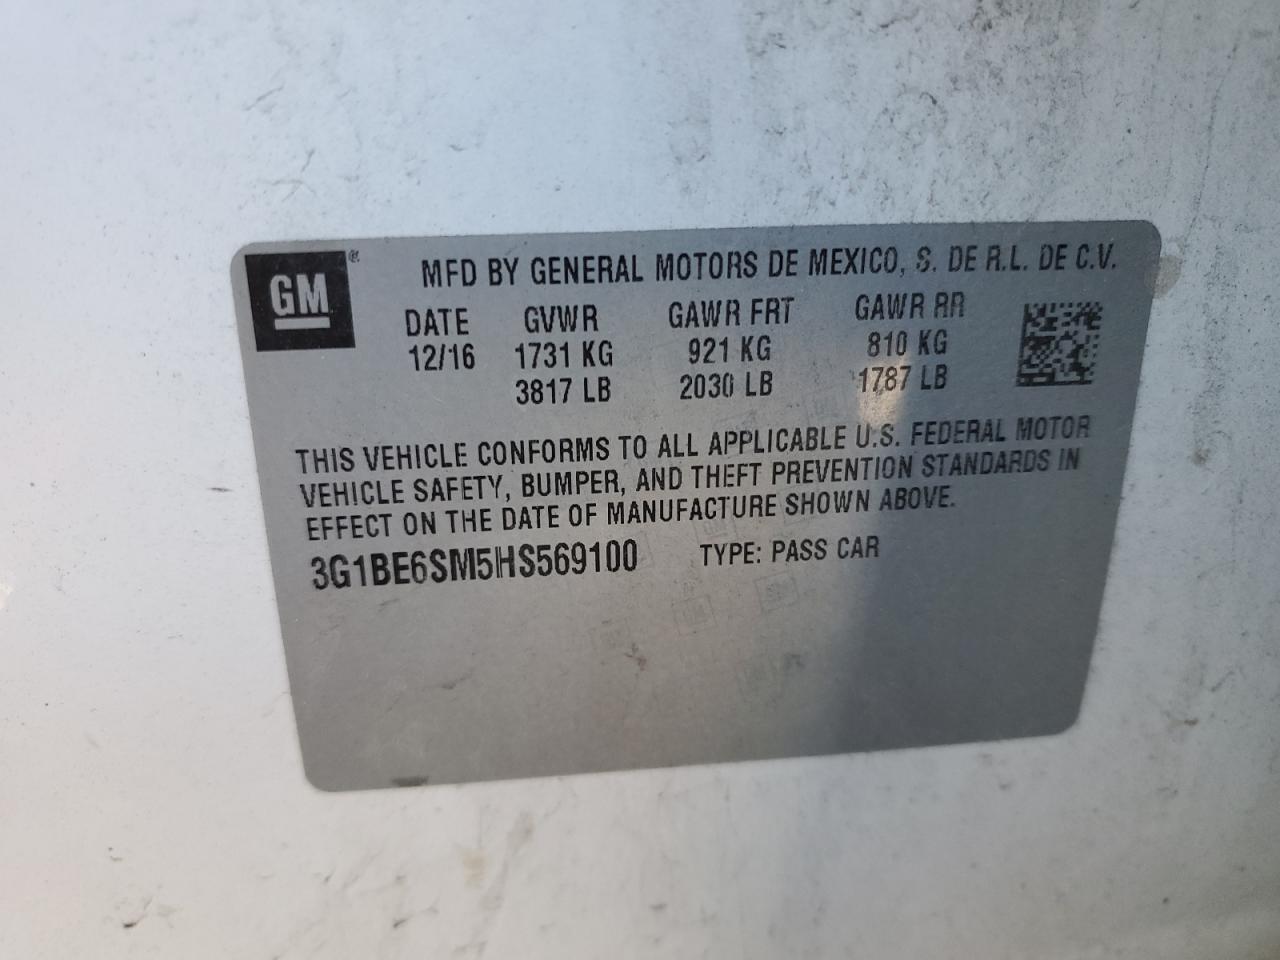 GM®
MFD BY GENERAL MOTORS DE MEXICO, S. DE R.L. DE C.V.
DATE GVWR GAWR FRT GAWR RR
12/16 1731 KG 921 KG 810 KG
3817 LB 2030 LB 1787 LB
THIS VEHICLE CONFORMS TO ALL APPLICABLE U.S. FEDERAL MOTOR
VEHICLE SAFETY, BUMPER, AND THEFT PREVENTION STANDARDS IN
EFFECT ON THE DATE OF MANUFACTURE SHOWN ABOVE.
3G1BE6SM5HS569100 TYPE: PASS CAR